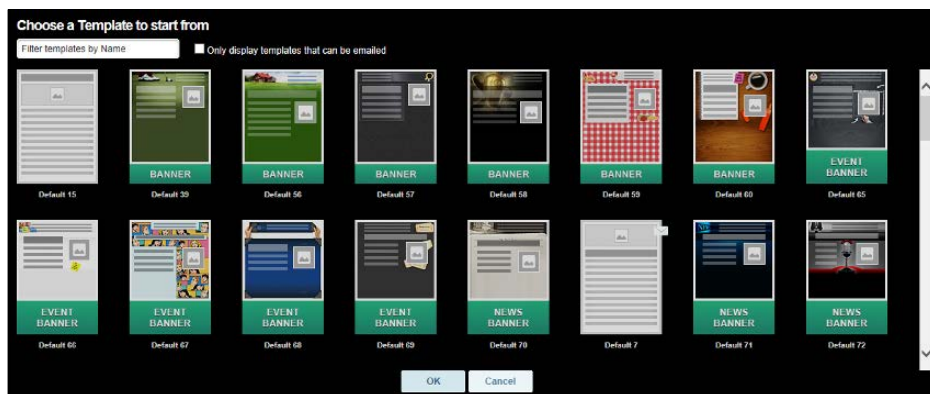 Choose a Template to start from
Filter templates by Name
Only display templates that can be emailed
BANNER
BANNER
BANNER
BANNER
BANNER
BANNER
EVENT
BANNER
Default 15
Default 39
Default 56
Default 57
Default 58
Default 59
Default 60
Default 65
EVENT
BANNER
EVENT
BANNER
EVENT
BANNER
EVENT
BANNER
NEWS
BANNER
NEWS
BANNER
NEWS
BANNER
Default 66
Default 67
Default 68
Default 69
Default 70
Default 7
Default 71
Default 72
OK
Cancel